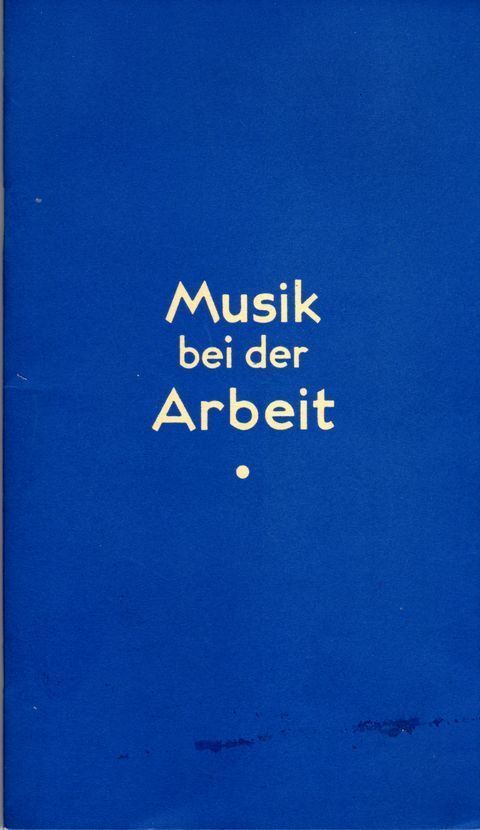 Musik
bei der
Arbeit